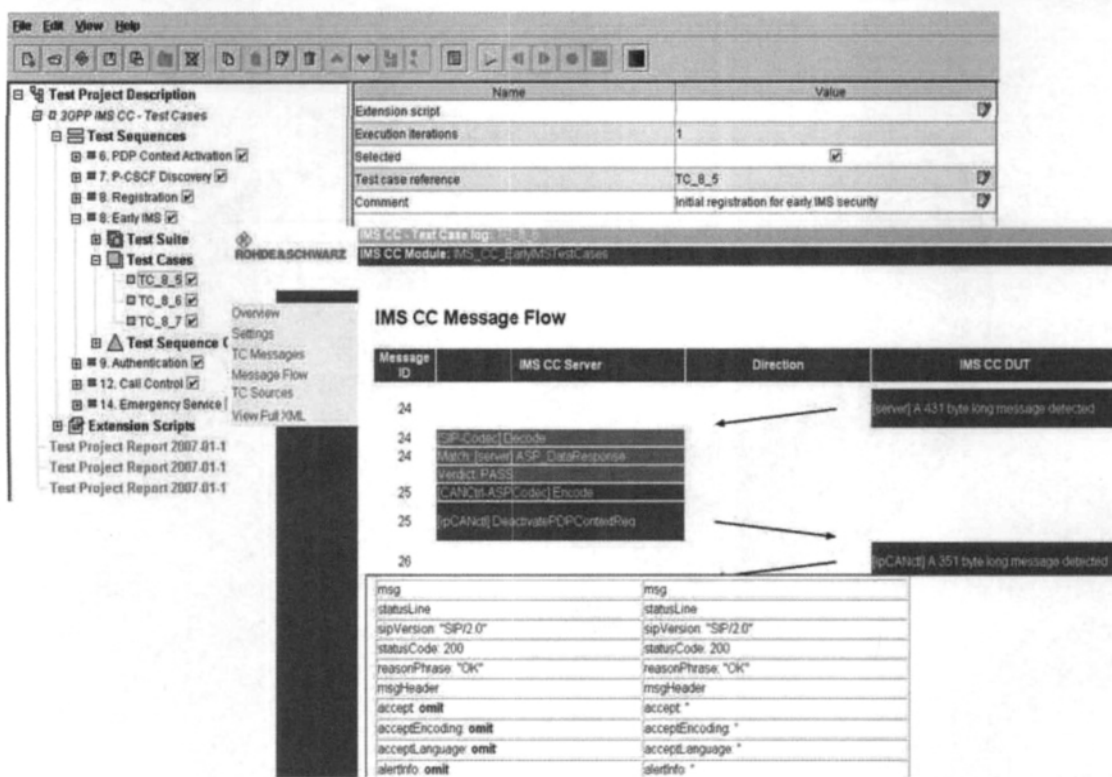 File Edit View Help
Test Project Description
3GPP IMS CC - Test Cases
Test Sequences
6. PDP Context Activation
7. P-CSCF Discovery
8. Registration
8. Early IMS
Test Suite
Test Cases
TC_8_5
TC_8_6
TC_8_7
Test Sequence C
9. Authentication
12. Call Control
14. Emergency Service
Extension Scripts
Test Project Report 2007-01-1
Test Project Report 2007-01-1
Test Project Report 2007-01-1
Name Value
Extension script
Execution iterations 1
Selected
Test case reference TC_8_5
Comment Initial registration for early IMS security
ROHDE&SCHWARZ
IMS CC - Test Case log: TC_8_5
IMS CC Module: IMS_CC_EarlyIMSTestCases
Overview
Settings
TC Messages
Message Flow
TC Sources
View Full XML
IMS CC Message Flow
Message ID IMS CC Server Direction IMS CC DUT
24 [server] A 431 byte long message detected
24 [SIP-Codec] Decode
24 Match: [server] ASP_DataResponse
Verdict: PASS
25 [CANCtrl-ASPCodec] Encode
25 [ipCANctl] DeactivatePDPContextReq
26 [ipCANctl] A 351 byte long message detected
msg msg
statusLine statusLine
sipVersion: "SIP/2.0" sipVersion: "SIP/2.0"
statusCode: 200 statusCode: 200
reasonPhrase: "OK" reasonPhrase: "OK"
msgHeader msgHeader
accept: omit accept: *
acceptEncoding: omit acceptEncoding: *
acceptLanguage: omit acceptLanguage: *
alertInfo: omit alertInfo: *